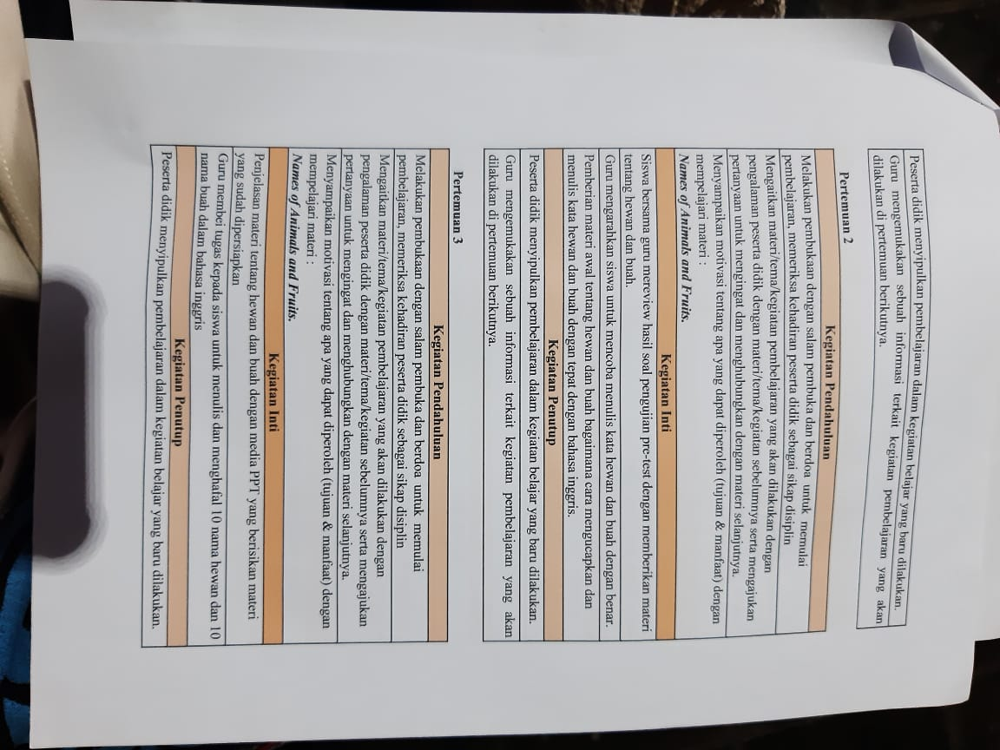 Peserta didik menyipulkan pembelajaran dalam kegiatan belajar yang baru dilakukan.
Guru mengemukakan sebuah informasi terkait kegiatan pembelajaran yang akan
dilakukan di pertemuan berikutnya.
Pertemuan 2
Kegiatan Pendahuluan
Melakukan pembukaan dengan salam pembuka dan berdoa untuk memulai
pembelajaran, memeriksa kehadiran peserta didik sebagai sikap disiplin
Mengaitkan materi/tema/kegiatan pembelajaran yang akan dilakukan dengan
pengalaman peserta didik dengan materi/tema/kegiatan sebelumnya serta mengajukan
pertanyaan untuk mengingat dan menghubungkan dengan materi selanjutnya.
Menyampaikan motivasi tentang apa yang dapat diperoleh (tujuan & manfaat) dengan
mempelajari materi :
Names of Animals and Fruits.
Kegiatan Inti
Siswa bersama guru mereview hasil soal pengujian pre-test dengan memberikan materi
tentang hewan dan buah.
Guru mengarahkan siswa untuk mencoba menulis kata hewan dan buah dengan benar.
Pemberian materi awal tentang hewan dan buah bagaimana cara mengucapkan dan
menulis kata hewan dan buah dengan tepat dengan bahasa inggris.
Kegiatan Penutup
Peserta didik menyipulkan pembelajaran dalam kegiatan belajar yang baru dilakukan.
Guru mengemukakan sebuah informasi terkait kegiatan pembelajaran yang akan
dilakukan di pertemuan berikutnya.
Pertemuan 3
Kegiatan Pendahuluan
Melakukan pembukaan dengan salam pembuka dan berdoa untuk memulai
pembelajaran, memeriksa kehadiran peserta didik sebagai sikap disiplin
Mengaitkan materi/tema/kegiatan pembelajaran yang akan dilakukan dengan
pengalaman peserta didik dengan materi/tema/kegiatan sebelumnya serta mengajukan
pertanyaan untuk mengingat dan menghubungkan dengan materi selanjutnya.
Menyampaikan motivasi tentang apa yang dapat diperoleh (tujuan & manfaat) dengan
mempelajari materi :
Names of Animals and Fruits.
Kegiatan Inti
Penjelasan materi tentang hewan dan buah dengan media PPT yang berisikan materi
yang sudah dipersiapkan
Guru membei tugas kepada siswa untuk menulis dan menghafal 10 nama hewan dan 10
nama buah dalam bahasa inggris
Kegiatan Penutup
Peserta didik menyipulkan pembelajaran dalam kegiatan belajar yang baru dilakukan.